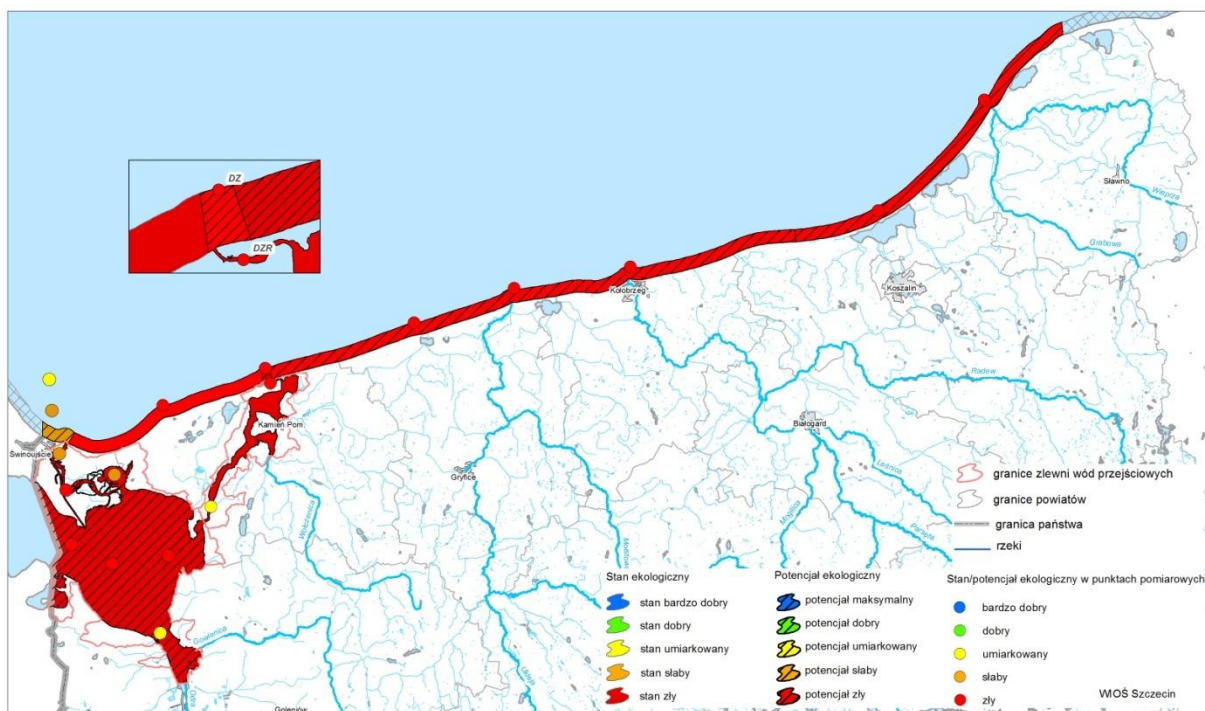 DZ
DZR
Sławno
Wieprza
Grabowa
Koszalin
Kołobrzeg
Radew
Kamień Pom.
Białogard
Świnoujście
Gryfice
Leśnica
Wołczenica
Mogilica
Parsęta
Gowienica
Ukleja
Goleniów
Odra
granice zlewni wód przejściowych
granice powiatów
granica państwa
rzeki
Stan ekologiczny
stan bardzo dobry
stan dobry
stan umiarkowany
stan słaby
stan zły
Potencjał ekologiczny
potencjał maksymalny
potencjał dobry
potencjał umiarkowany
potencjał słaby
potencjał zły
Stan/potencjał ekologiczny w punktach pomiarowych
bardzo dobry
dobry
umiarkowany
słaby
zły
WIOŚ Szczecin